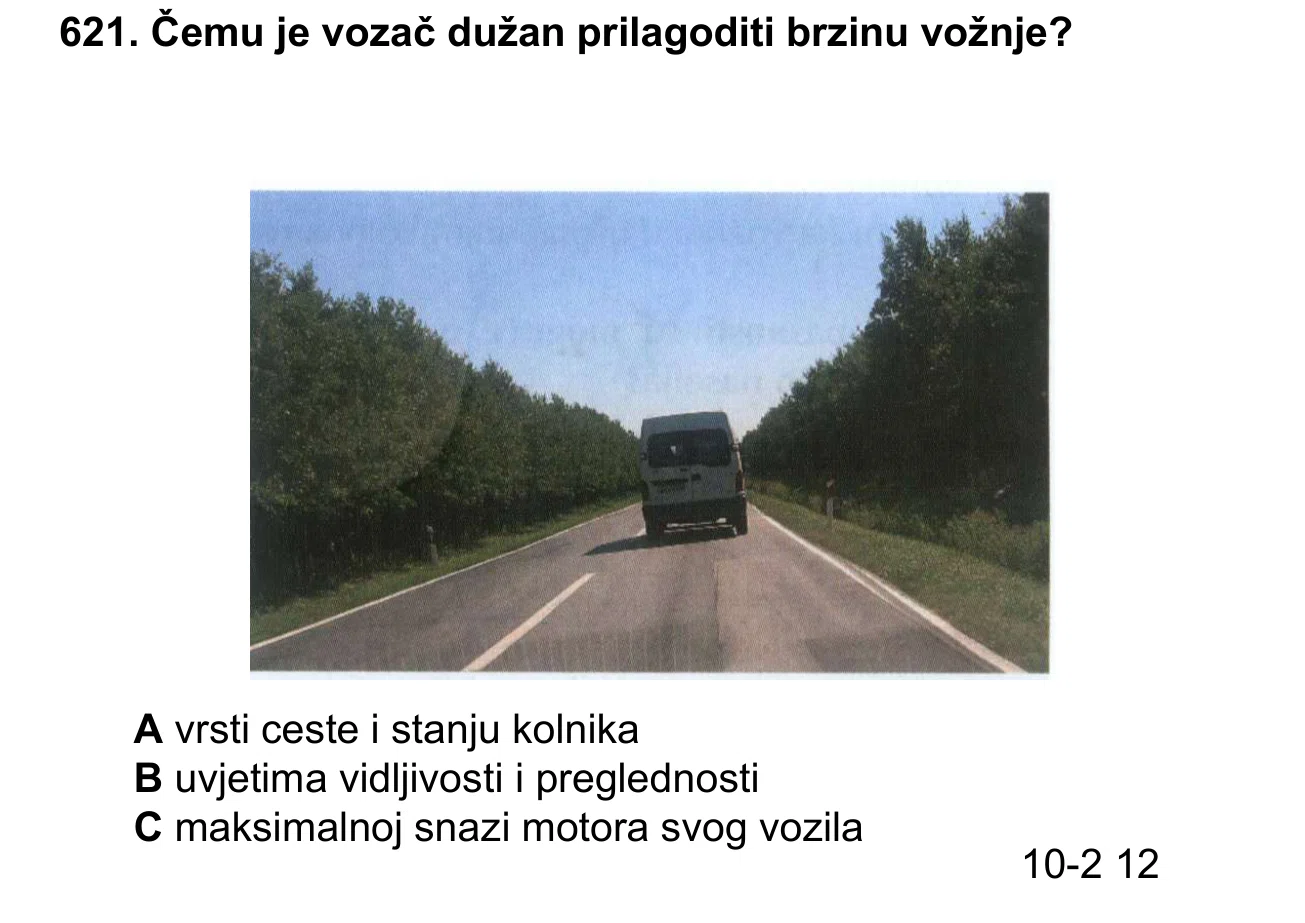 621. Čemu je vozač dužan prilagoditi brzinu vožnje?
A vrsti ceste i stanju kolnika
B uvjetima vidljivosti i preglednosti
C maksimalnoj snazi motora svog vozila
10-2 12